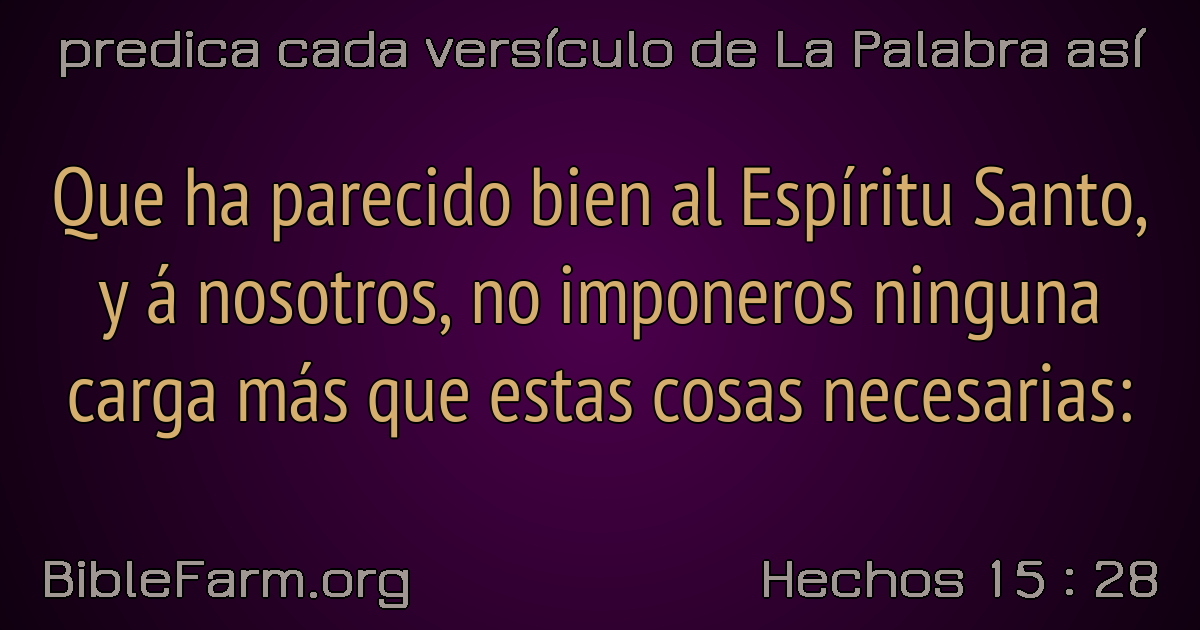 predica cada versículo de La Palabra así
Que ha parecido bien al Espíritu Santo,
y á nosotros, no imponeros ninguna
carga más que estas cosas necesarias:
BibleFarm.org
Hechos 15 : 28